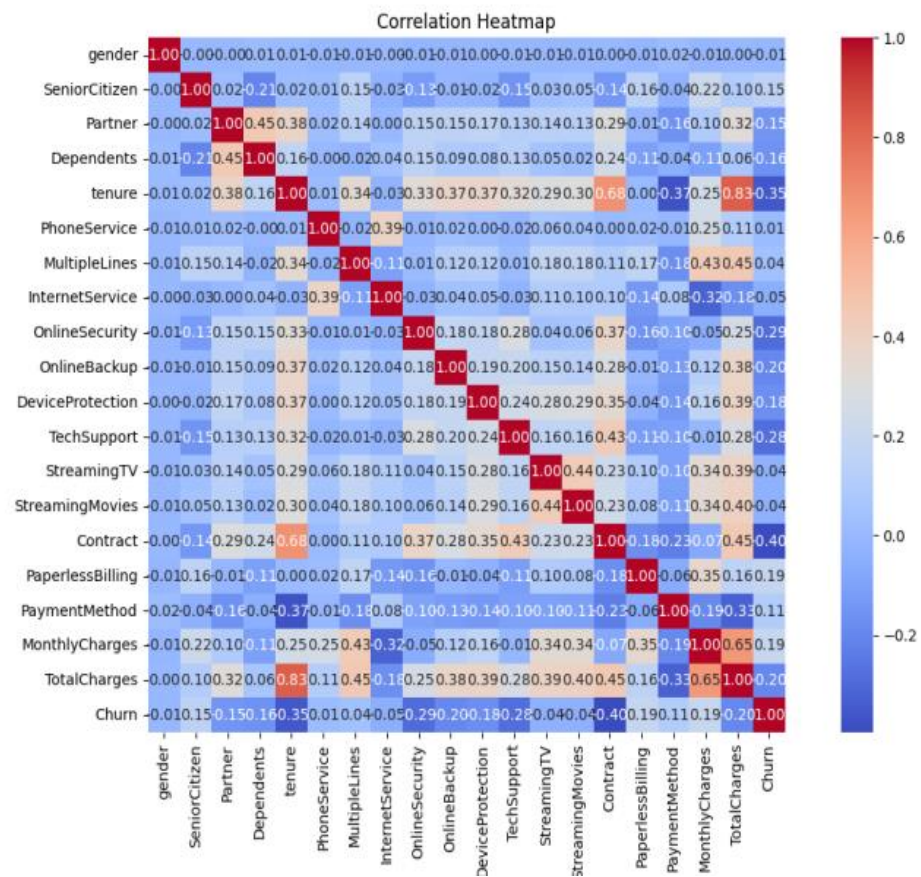 Correlation Heatmap
gender 1.00 -0.00 -0.00 0.01 0.01 -0.01 -0.01 -0.00 -0.01 -0.01 0.00 -0.01 -0.01 -0.01 0.00 -0.01 0.02 -0.01 0.00 -0.01
SeniorCitizen -0.00 1.00 0.02 -0.21 0.02 0.01 0.15 -0.03 -0.13 -0.01 -0.02 -0.15 0.03 0.05 -0.14 0.16 -0.04 0.22 0.10 0.15
Partner -0.00 0.02 1.00 0.45 0.38 0.02 0.14 0.00 0.15 0.15 0.17 0.13 0.14 0.13 0.29 -0.01 -0.16 0.10 0.32 -0.15
Dependents 0.01 -0.21 0.45 1.00 0.16 -0.00 -0.02 0.04 0.15 0.09 0.08 0.13 0.05 0.02 0.24 -0.11 -0.04 -0.11 0.06 -0.16
tenure 0.01 0.02 0.38 0.16 1.00 0.01 0.34 -0.03 0.33 0.37 0.37 0.32 0.29 0.30 0.68 0.00 -0.37 0.25 0.83 -0.35
PhoneService -0.01 0.01 0.02 -0.00 0.01 1.00 -0.02 0.39 -0.01 0.02 0.00 -0.02 0.06 0.04 0.00 0.02 -0.01 0.25 0.11 0.01
MultipleLines -0.01 0.15 0.14 -0.02 0.34 -0.02 1.00 -0.11 0.01 0.12 0.12 0.01 0.18 0.18 0.11 0.17 -0.18 0.43 0.45 0.04
InternetService -0.00 -0.03 0.00 0.04 -0.03 0.39 -0.11 1.00 -0.03 0.04 0.05 -0.03 0.11 0.10 0.10 -0.14 0.08 -0.32 -0.18 -0.05
OnlineSecurity -0.01 -0.13 0.15 0.15 0.33 -0.01 0.01 -0.03 1.00 0.18 0.18 0.28 0.04 0.06 0.37 -0.16 -0.10 -0.05 0.25 -0.29
OnlineBackup -0.01 -0.01 0.15 0.09 0.37 0.02 0.12 0.04 0.18 1.00 0.19 0.20 0.15 0.14 0.28 -0.01 -0.13 0.12 0.38 -0.20
DeviceProtection 0.00 -0.02 0.17 0.08 0.37 0.00 0.12 0.05 0.18 0.19 1.00 0.24 0.28 0.29 0.35 -0.04 -0.14 0.16 0.39 -0.18
TechSupport -0.01 -0.15 0.13 0.13 0.32 -0.02 0.01 -0.03 0.28 0.20 0.24 1.00 0.16 0.16 0.43 -0.11 -0.10 -0.01 0.28 -0.28
StreamingTV -0.01 0.03 0.14 0.05 0.29 0.06 0.18 0.11 0.04 0.15 0.28 0.16 1.00 0.44 0.23 0.10 -0.10 0.34 0.39 -0.04
StreamingMovies -0.01 0.05 0.13 0.02 0.30 0.04 0.18 0.10 0.06 0.14 0.29 0.16 0.44 1.00 0.23 0.08 -0.11 0.34 0.40 -0.04
Contract 0.00 -0.14 0.29 0.24 0.68 0.00 0.11 0.10 0.37 0.28 0.35 0.43 0.23 0.23 1.00 -0.18 -0.23 -0.07 0.45 -0.40
PaperlessBilling -0.01 0.16 -0.01 -0.11 0.00 0.02 0.17 -0.14 -0.16 -0.01 -0.04 -0.11 0.10 0.08 -0.18 1.00 -0.06 0.35 0.16 0.19
PaymentMethod 0.02 -0.04 -0.16 -0.04 -0.37 -0.01 -0.18 0.08 -0.10 -0.13 -0.14 -0.10 -0.10 -0.11 -0.23 -0.06 1.00 -0.19 -0.33 0.11
MonthlyCharges -0.01 0.22 0.10 -0.11 0.25 0.25 0.43 -0.32 -0.05 0.12 0.16 -0.01 0.34 0.34 -0.07 0.35 -0.19 1.00 0.65 0.19
TotalCharges 0.00 0.10 0.32 0.06 0.83 0.11 0.45 -0.18 0.25 0.38 0.39 0.28 0.39 0.40 0.45 0.16 -0.33 0.65 1.00 -0.20
Churn -0.01 0.15 -0.15 -0.16 -0.35 0.01 0.04 -0.05 -0.29 -0.20 -0.18 -0.28 -0.04 -0.04 -0.40 0.19 0.11 0.19 -0.20 1.00
gender
SeniorCitizen
Partner
Dependents
tenure
PhoneService
MultipleLines
InternetService
OnlineSecurity
OnlineBackup
DeviceProtection
TechSupport
StreamingTV
StreamingMovies
Contract
PaperlessBilling
PaymentMethod
MonthlyCharges
TotalCharges
Churn
1.0
0.8
0.6
0.4
0.2
0.0
−0.2